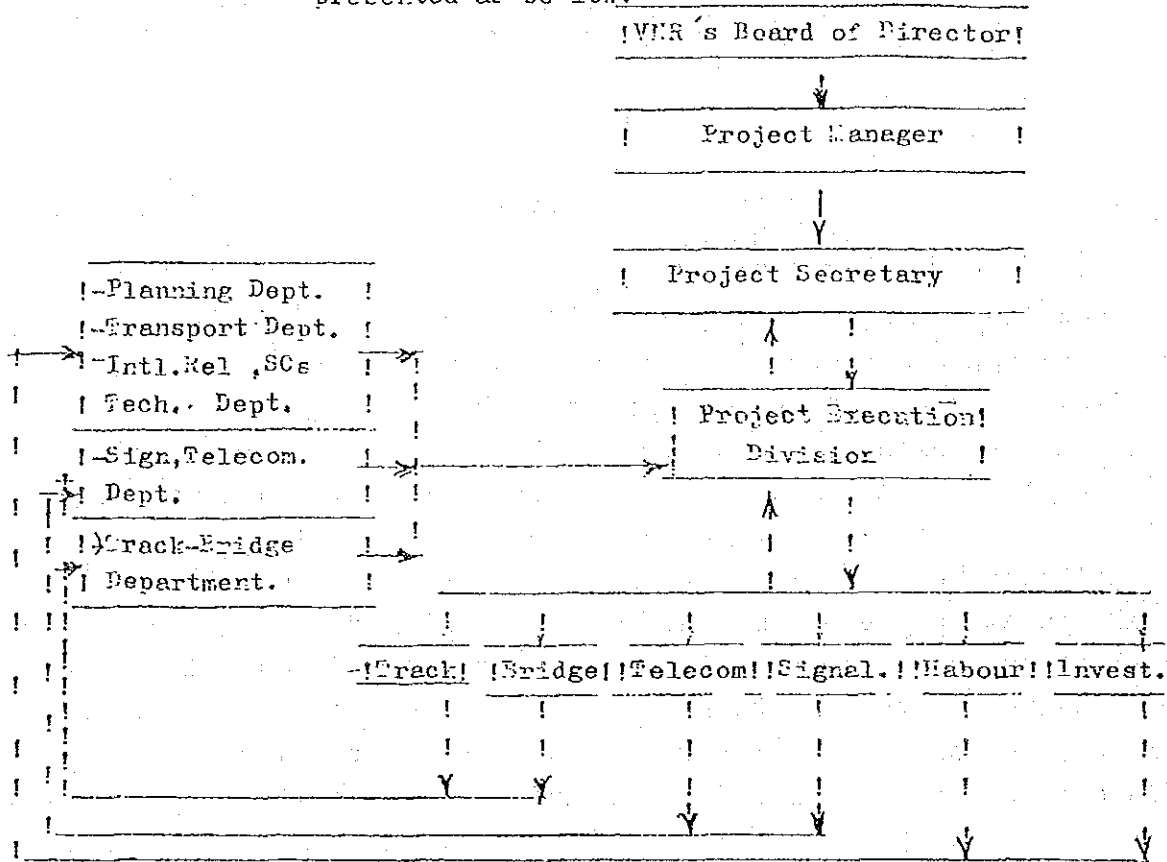 presented as below.
VNR's Board of Director
Project Manager
Project Secretary
-Planning Dept.
-Transport Dept.
-Intl.Rel ,SCs
Tech. Dept.
-Sign,Telecom.
Dept.
Track-Bridge
Department.
Project Execution
Division
Track Bridge Telecom Signal. Habour Invest.